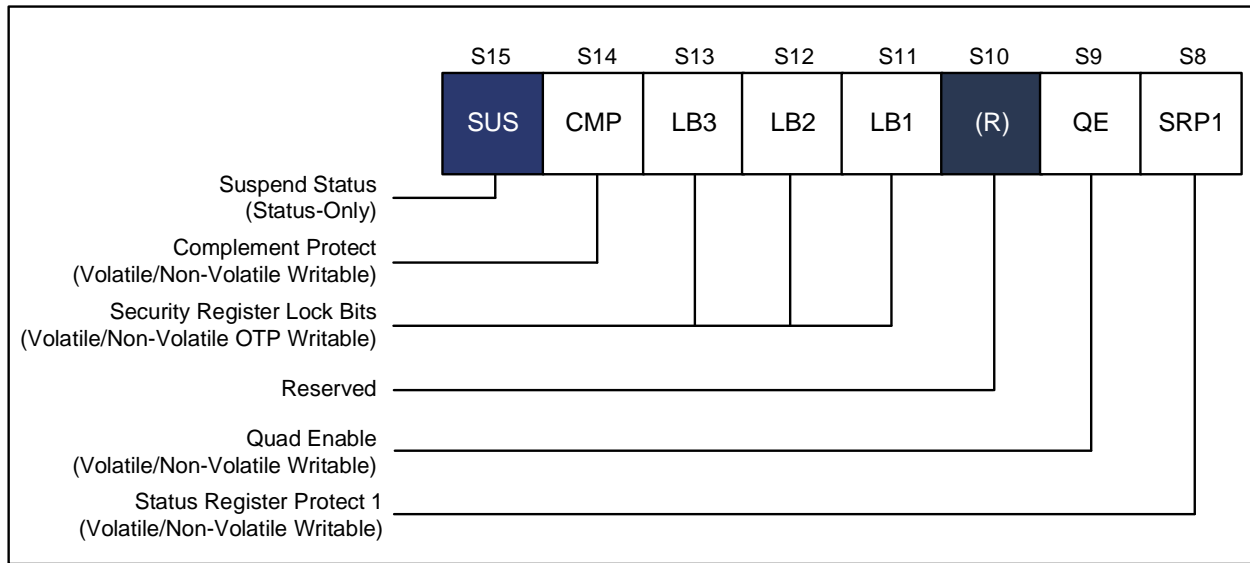 S15 S14 S13 S12 S11 S10 S9 S8
SUS CMP LB3 LB2 LB1 (R) QE SRP1
Suspend Status
(Status-Only)
Complement Protect
(Volatile/Non-Volatile Writable)
Security Register Lock Bits
(Volatile/Non-Volatile OTP Writable)
Reserved
Quad Enable
(Volatile/Non-Volatile Writable)
Status Register Protect 1
(Volatile/Non-Volatile Writable)